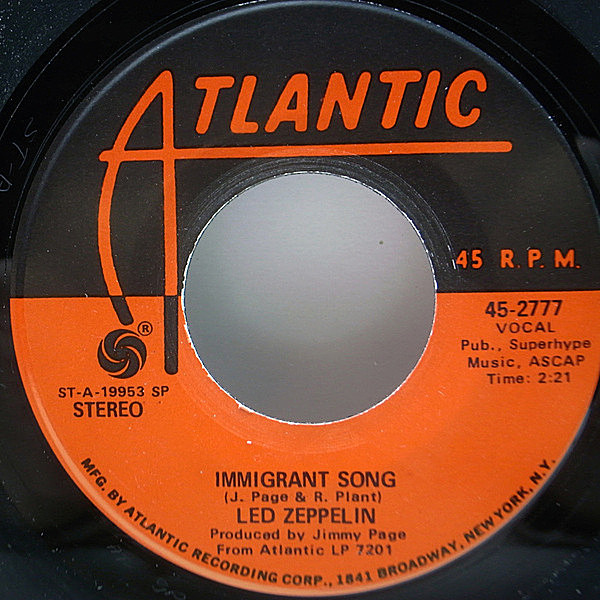 ATLANTIC
45 R.P.M.
®
45-2777
VOCAL
Pub., Superhype
Music, ASCAP
Time: 2:21
ST-A-19953 SP
STEREO
IMMIGRANT SONG
(J. Page & R. Plant)
LED ZEPPELIN
Produced by Jimmy Page
From Atlantic LP 7201
MFG. BY ATLANTIC RECORDING CORP., 1841 BROADWAY, NEW YORK, N.Y.